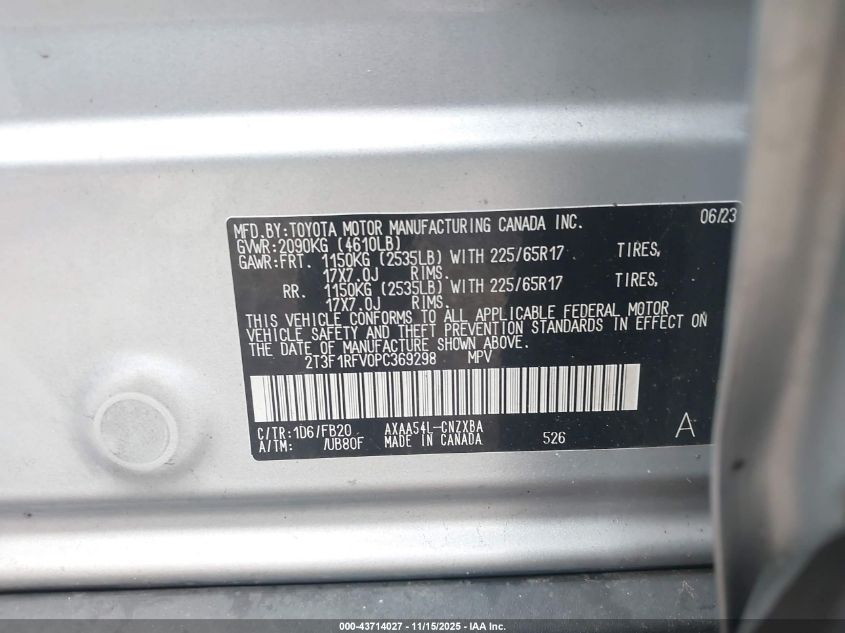 MFD.BY:TOYOTA MOTOR MANUFACTURING CANADA INC. 06/23
GVWR:2090KG (4610LB)
GAWR:FRT. 1150KG (2535LB) WITH 225/65R17 TIRES,
17X7.0J RIMS.
RR. 1150KG (2535LB) WITH 225/65R17 TIRES,
17X7.0J RIMS.
THIS VEHICLE CONFORMS TO ALL APPLICABLE FEDERAL MOTOR
VEHICLE SAFETY AND THEFT PREVENTION STANDARDS IN EFFECT ON
THE DATE OF MANUFACTURE SHOWN ABOVE.
2T3F1RFV0PC369298 MPV
C/TR:1D6/FB20 AXAA54L-CNZXBA
A/TM: /UB80F MADE IN CANADA 526 A
000-43714027 - 11/15/2025 - IAA Inc.